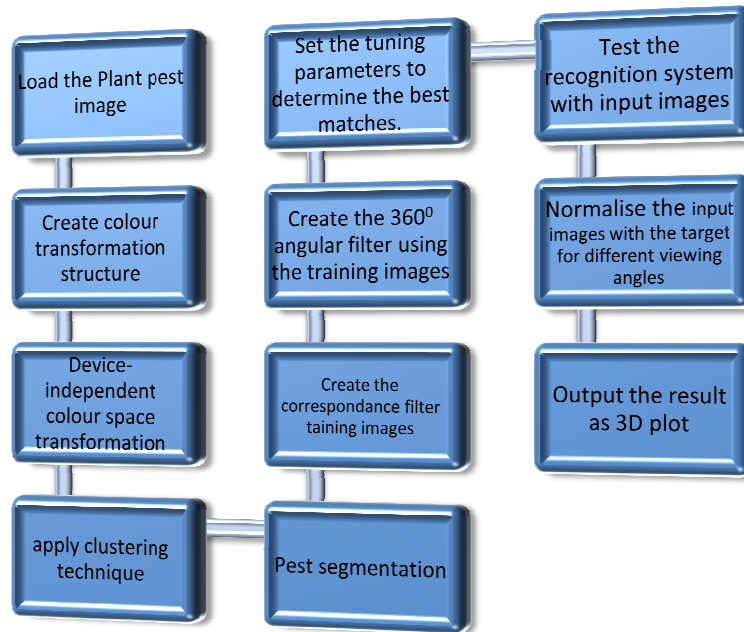 Load the Plant pest
image
Create colour
transformation
structure
Device-
independent
colour space
transformation
apply clustering
technique
Pest segmentation
Create the
correspondance filter
taining images
Create the 360⁰
angular filter using
the training images
Set the tuning
parameters to
determine the best
matches.
Test the
recognition system
with input images
Normalise the input
images with the target
for different viewing
angles
Output the result
as 3D plot